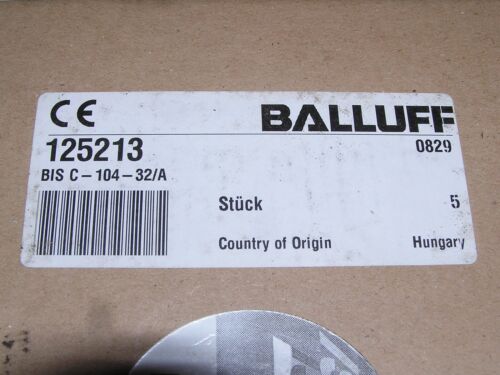 CE BALLUFF
125213 0829
BIS C-104-32/A
Stück 5
Country of Origin Hungary